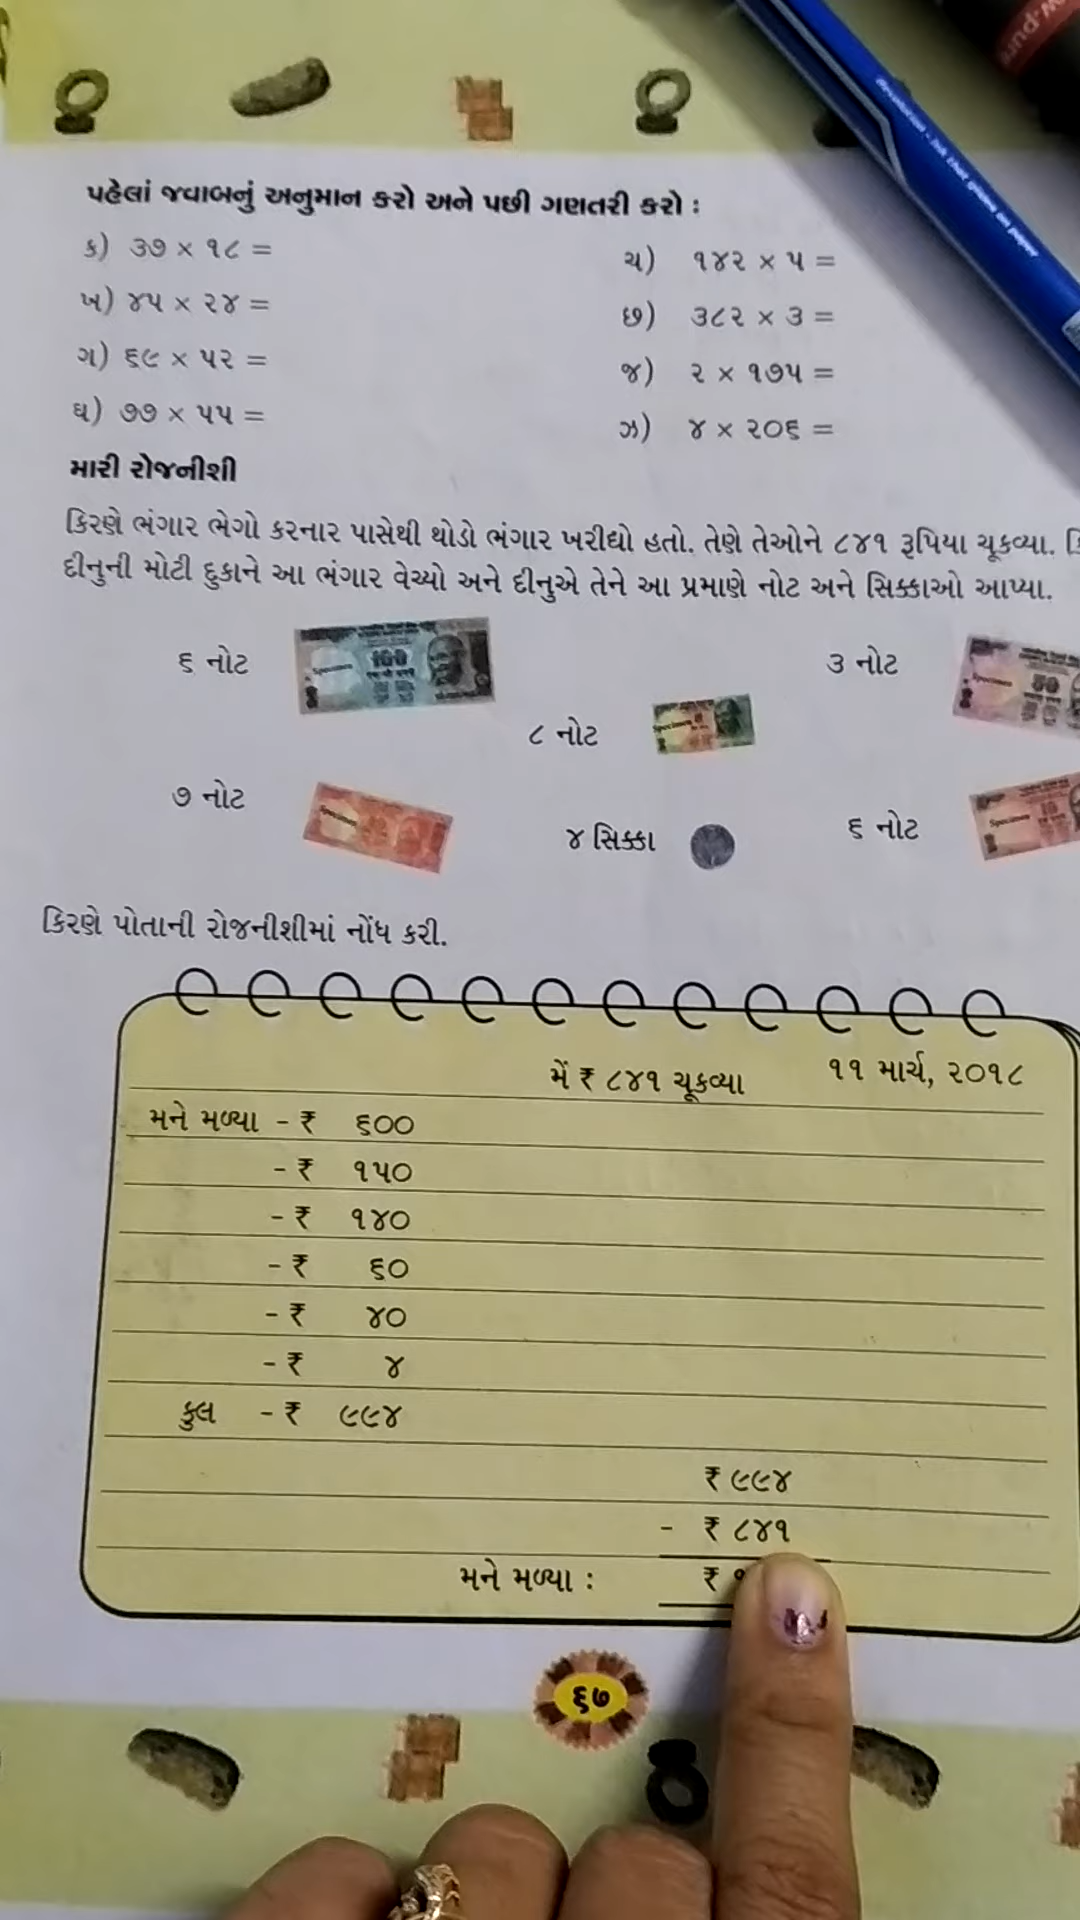 પહેલાં જવાબનું અનુમાન કરો અને પછી ગણતરી કરો :
ક) ૩૭ × ૧૮ =
ખ) ૪૫ × ૨૪ =
ગ) ૬૯ × ૫૨ =
ઘ) ૭૭ × ૫૫ =
ચ) ૧૪૨ × ૫ =
છ) ૩૮૨ × ૩ =
જ) ૨ × ૧૭૫ =
ઝ) ૪ × ૨૦૬ =
મારી રોજનીશી
કિરણે ભંગાર ભેગો કરનાર પાસેથી થોડો ભંગાર ખરીદ્યો હતો. તેણે તેઓને ૮૪૧ રૂપિયા ચૂકવ્યા.
દીનુની મોટી દુકાને આ ભંગાર વેચ્યો અને દીનુએ તેને આ પ્રમાણે નોટ અને સિક્કાઓ આપ્યા.
૬ નોટ
૩ નોટ
૮ નોટ
૭ નોટ
૪ સિક્કા
૬ નોટ
કિરણે પોતાની રોજનીશીમાં નોંધ કરી.
મેં ₹ ૮૪૧ ચૂકવ્યા ૧૧ માર્ચ, ૨૦૧૮
મને મળ્યા - ₹ ૬૦૦
- ₹ ૧૫૦
- ₹ ૧૪૦
- ₹ ૬૦
- ₹ ૪૦
- ₹ ૪
કુલ - ₹ ૯૯૪
₹ ૯૯૪
- ₹ ૮૪૧
મને મળ્યા : ₹
૬૭